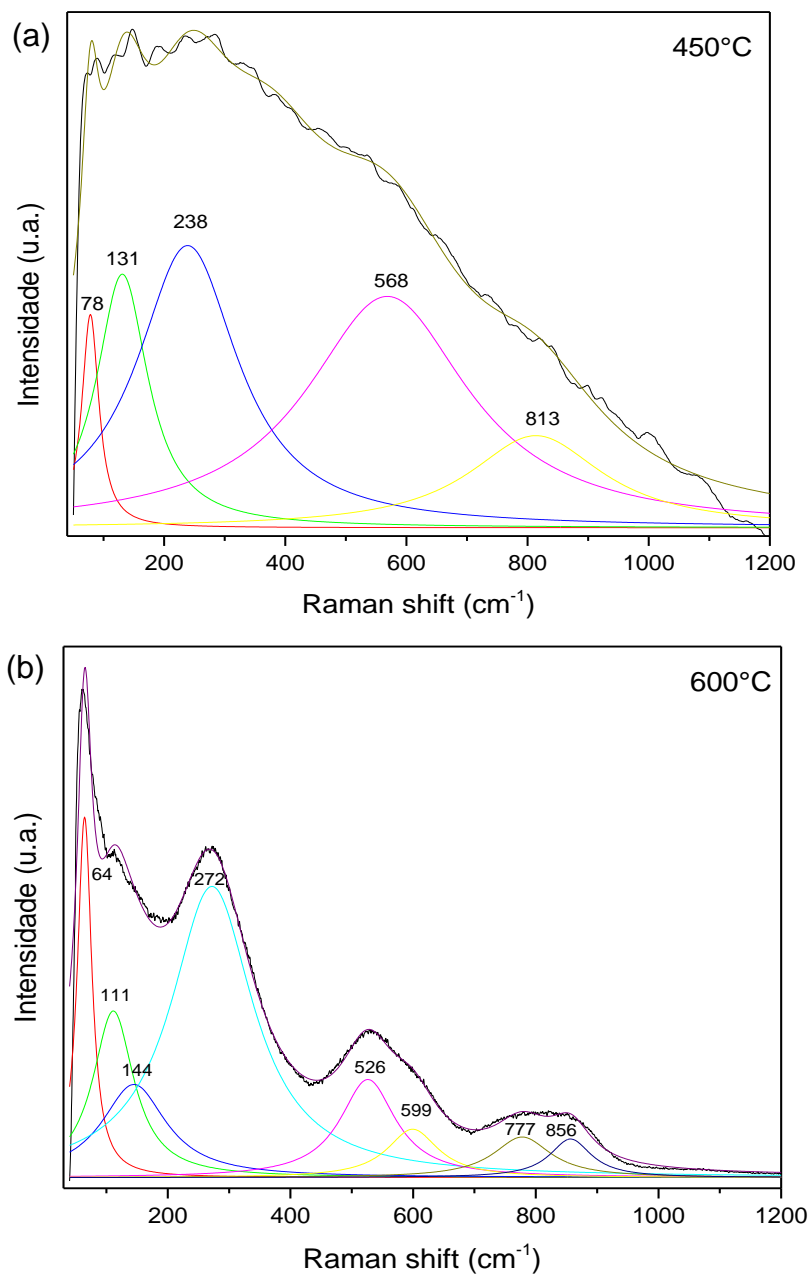 (a)
450°C
Intensidade (u.a.)
78
131
238
568
813
200 400 600 800 1000 1200
Raman shift (cm⁻¹)
(b)
600°C
Intensidade (u.a.)
64
111
144
272
526
599
777
856
200 400 600 800 1000 1200
Raman shift (cm⁻¹)